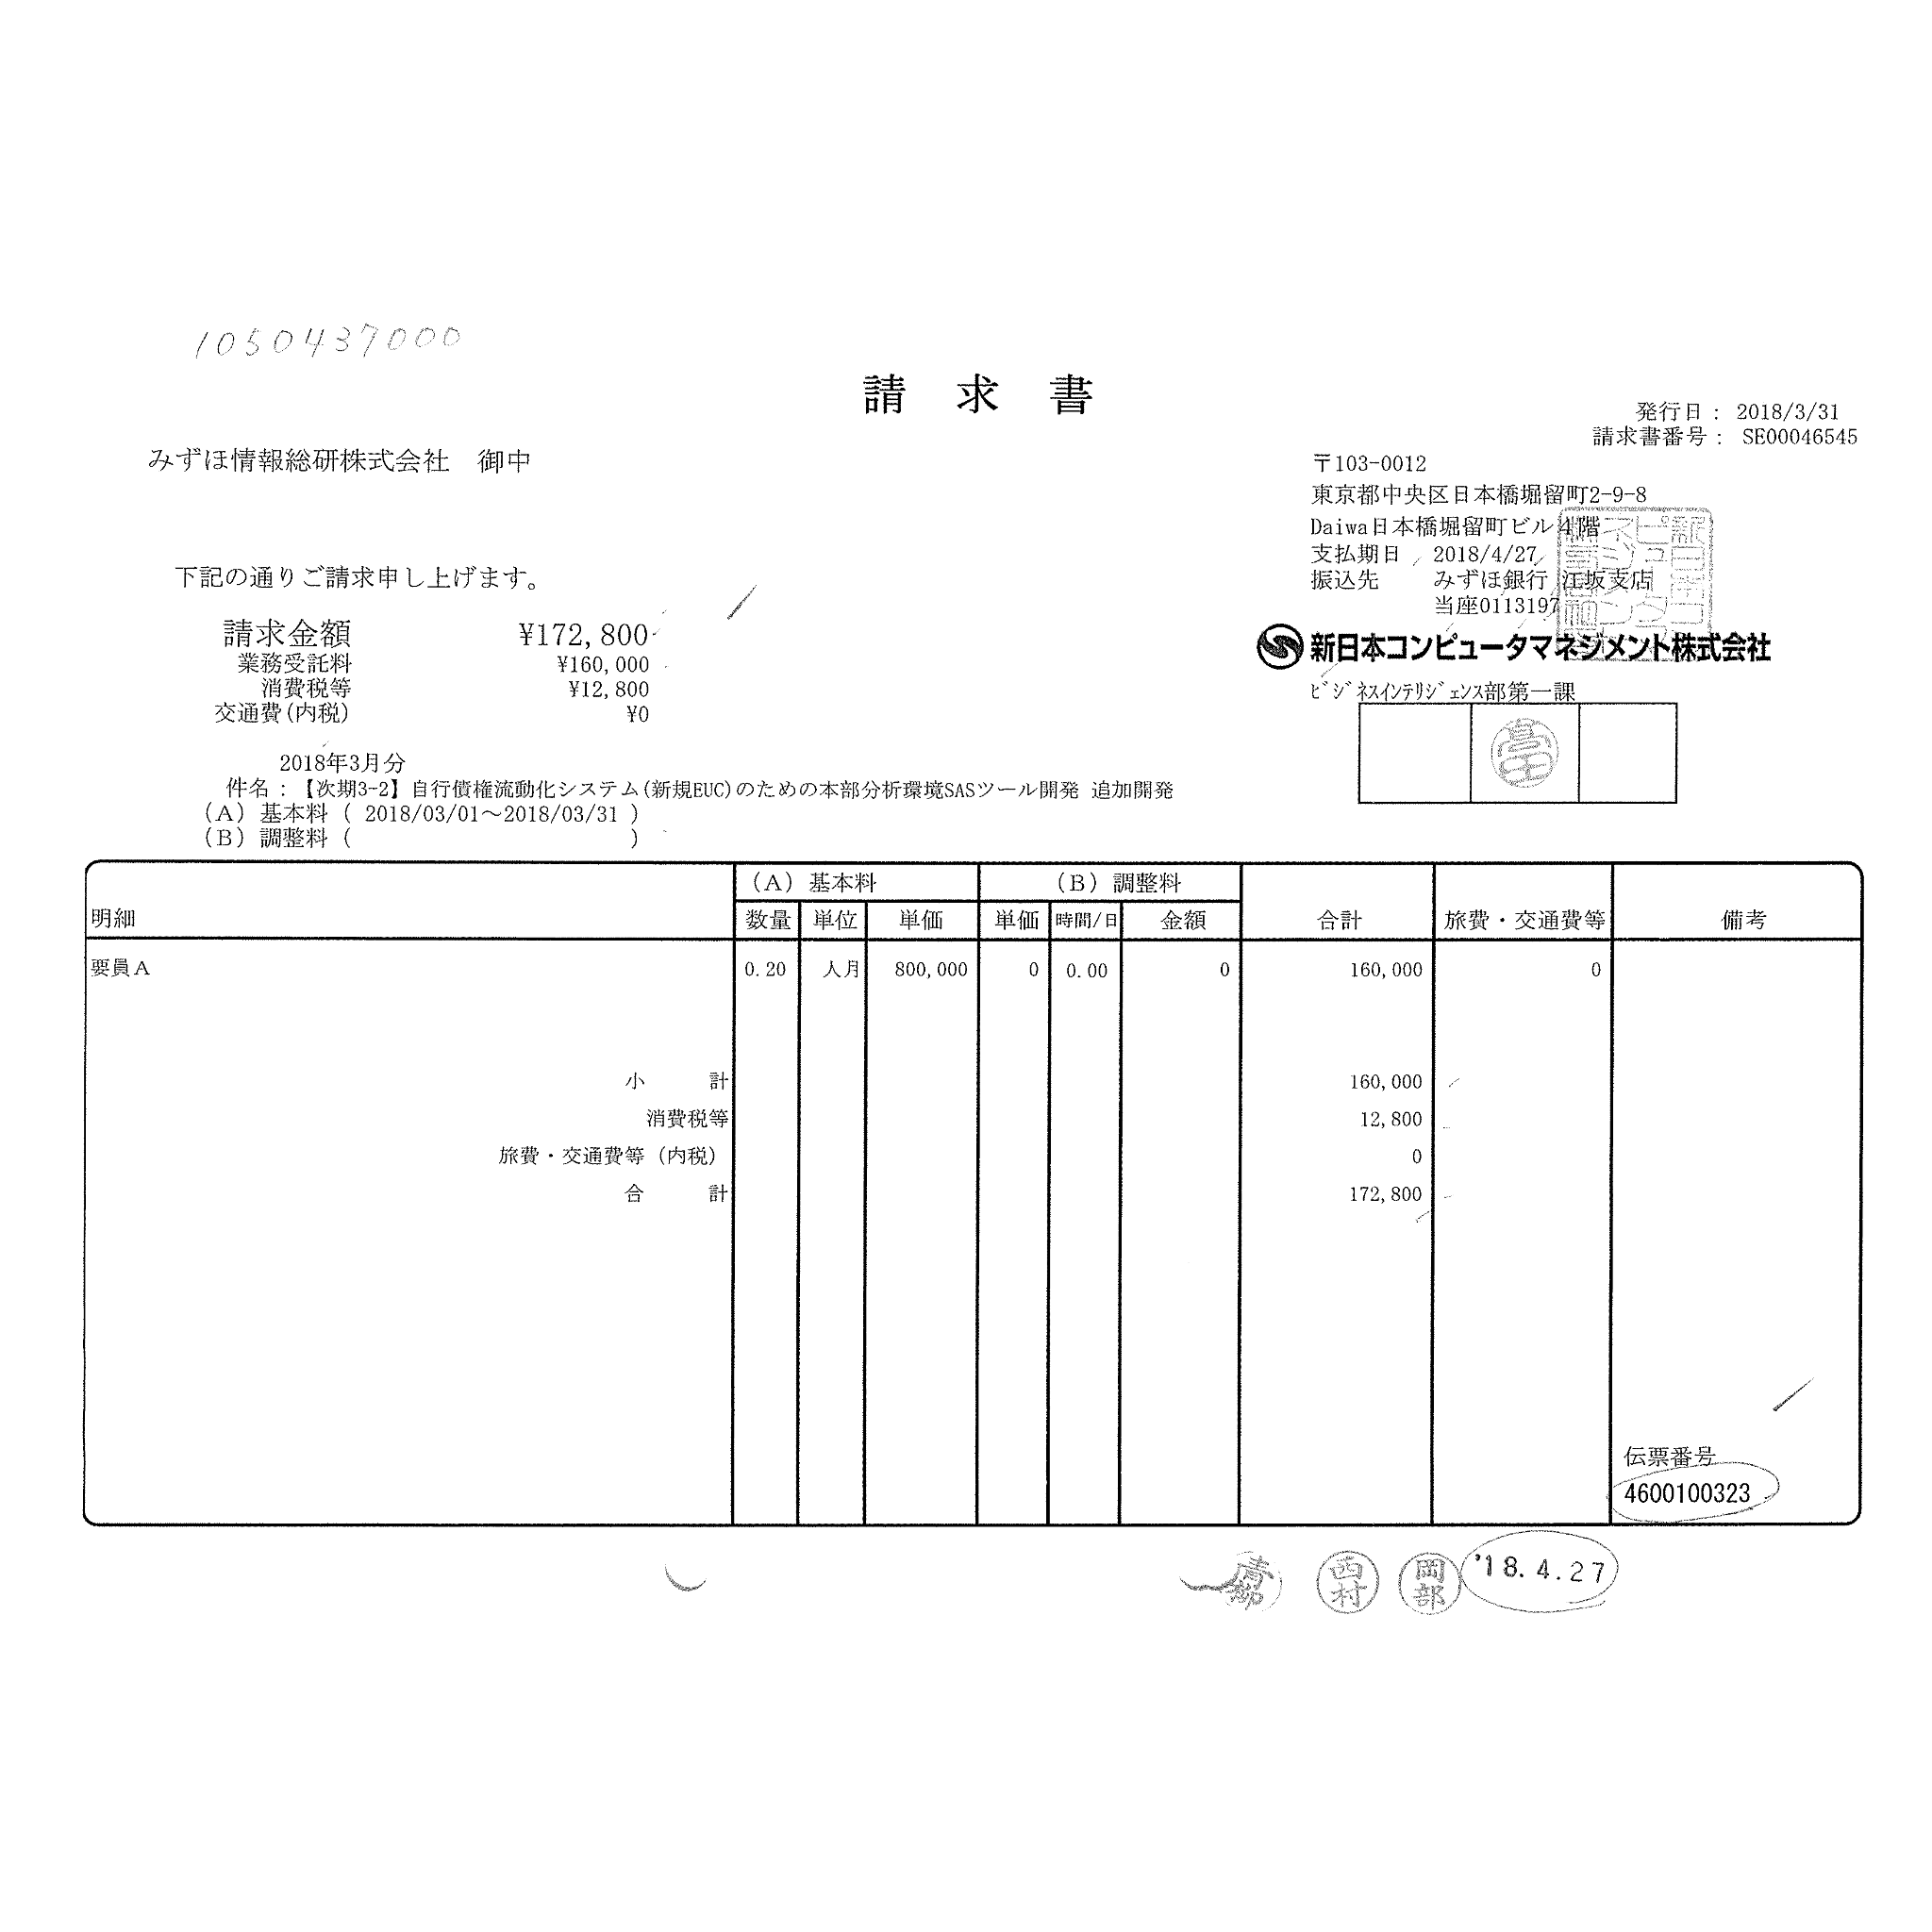 1050437000
請 求 書
発行日： 2018/3/31
請求書番号： SE00046545
みずほ情報総研株式会社　御中
〒103-0012
東京都中央区日本橋堀留町2-9-8
Daiwa日本橋堀留町ビル４階
支払期日　2018/4/27
振込先　みずほ銀行 江坂支店
当座0113197
新日本コンピュータマネジメント株式会社
ﾋﾞｼﾞﾈｽｲﾝﾃﾘｼﾞｪﾝｽ部第一課
下記の通りご請求申し上げます。
請求金額　¥172,800
業務受託料　¥160,000
消費税等　¥12,800
交通費(内税)　¥0
2018年3月分
件名：【次期3-2】自行債権流動化システム(新規EUC)のための本部分析環境SASツール開発 追加開発
（A）基本料（ 2018/03/01～2018/03/31 ）
（B）調整料（　　　　　　　　　　）
（A）基本料　（B）調整料
明細　数量　単位　単価　単価　時間/日　金額　合計　旅費・交通費等　備考
要員Ａ　0.20　人月　800,000　0　0.00　0　160,000　0
小　　計　160,000
消費税等　12,800
旅費・交通費等（内税）　0
合　　計　172,800
伝票番号
4600100323
西村　岡部　'18.4.27